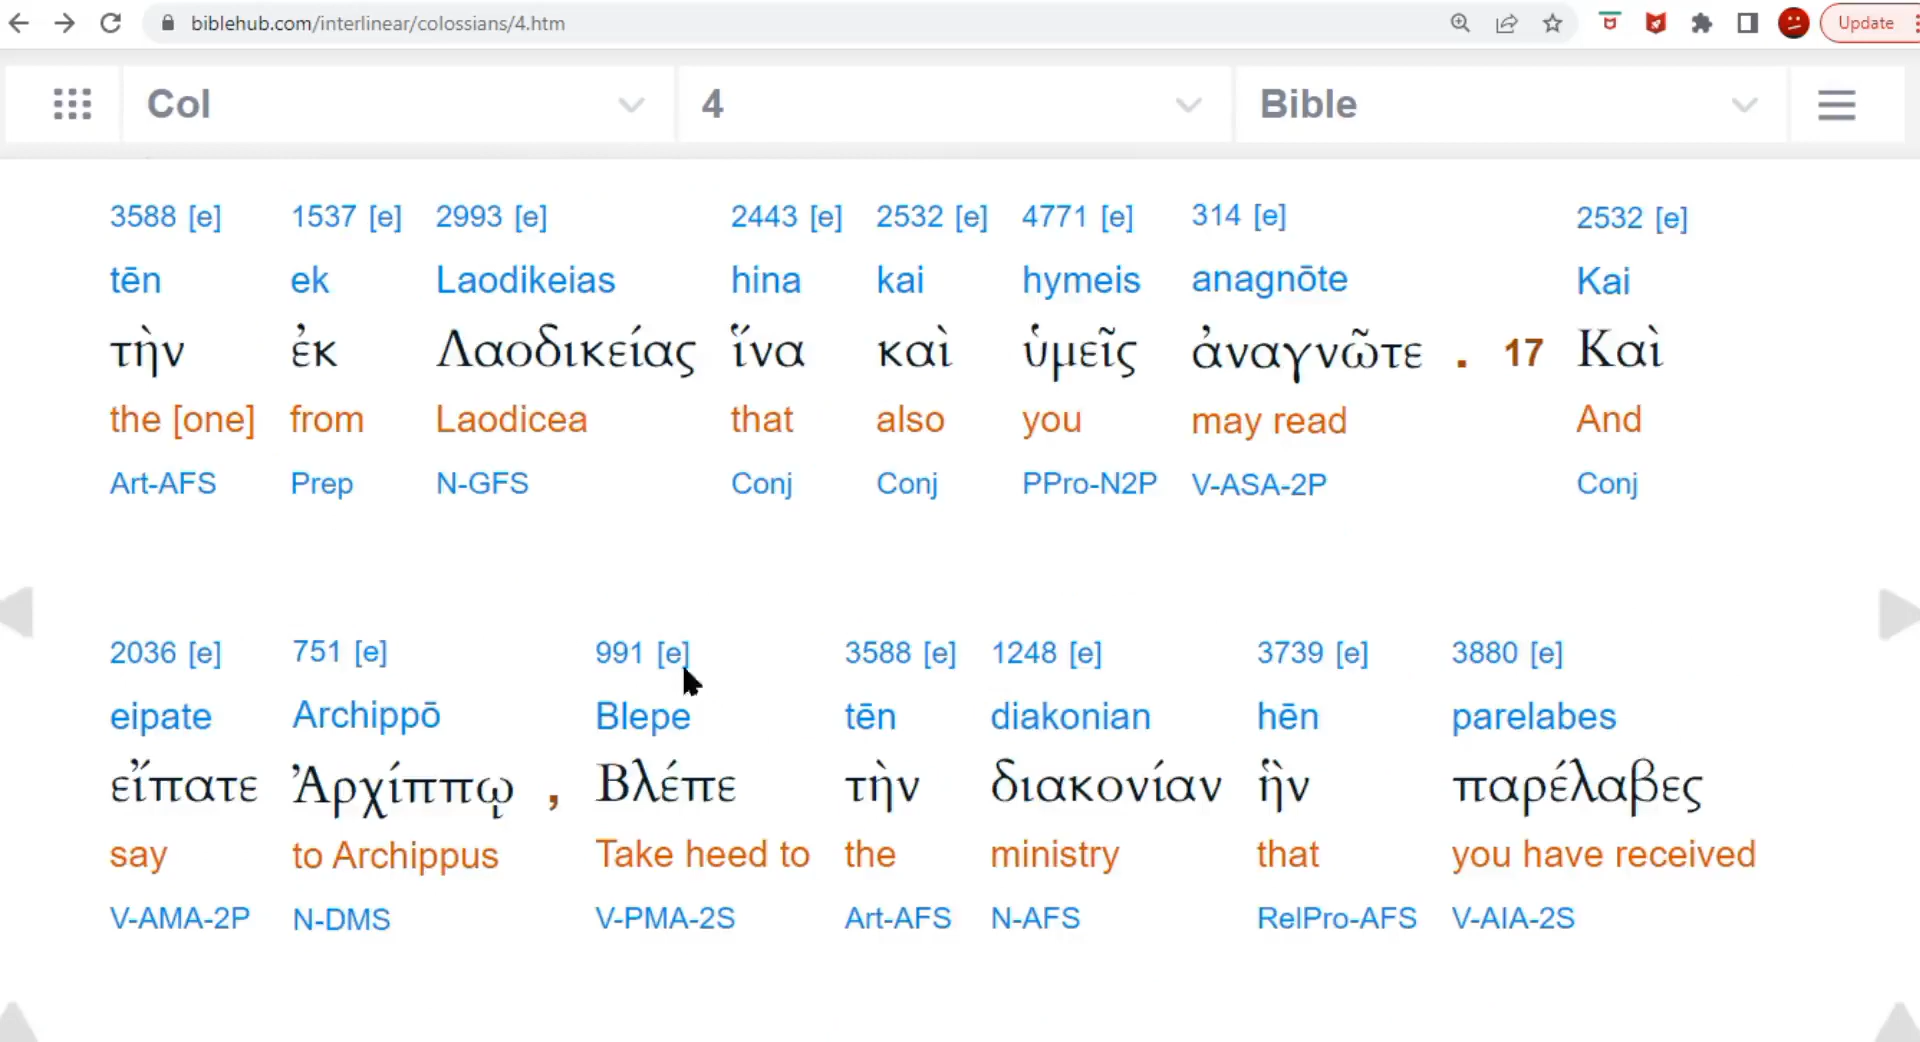 biblehub.com/interlinear/colossians/4.htm Update
Col 4 Bible
3588 [e] 1537 [e] 2993 [e] 2443 [e] 2532 [e] 4771 [e] 314 [e] 2532 [e]
tēn ek Laodikeias hina kai hymeis anagnōte Kai
τὴν ἐκ Λαοδικείας ἵνα καὶ ὑμεῖς ἀναγνῶτε . 17 Καὶ
the [one] from Laodicea that also you may read And
Art-AFS Prep N-GFS Conj Conj PPro-N2P V-ASA-2P Conj
2036 [e] 751 [e] 991 [e] 3588 [e] 1248 [e] 3739 [e] 3880 [e]
eipate Archippō Blepe tēn diakonian hēn parelabes
εἴπατε Ἀρχίππῳ , Βλέπε τὴν διακονίαν ἣν παρέλαβες
say to Archippus Take heed to the ministry that you have received
V-AMA-2P N-DMS V-PMA-2S Art-AFS N-AFS RelPro-AFS V-AIA-2S